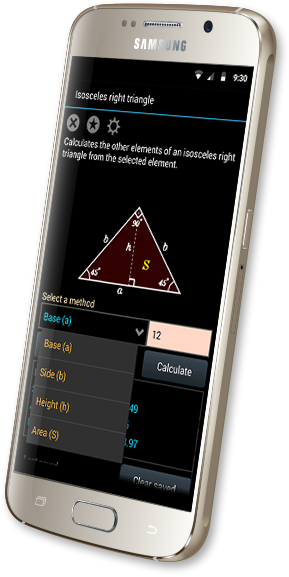 SAMSUNG
9:30
Isosceles right triangle
Calculates the other elements of an isosceles right
triangle from the selected element.
90°
b
h
b
S
45°
45°
a
Select a method
Base (a)
12
Base (a)
Calculate
Side (b)
49
Height (h)
6
Area (S)
.97
Clear saved